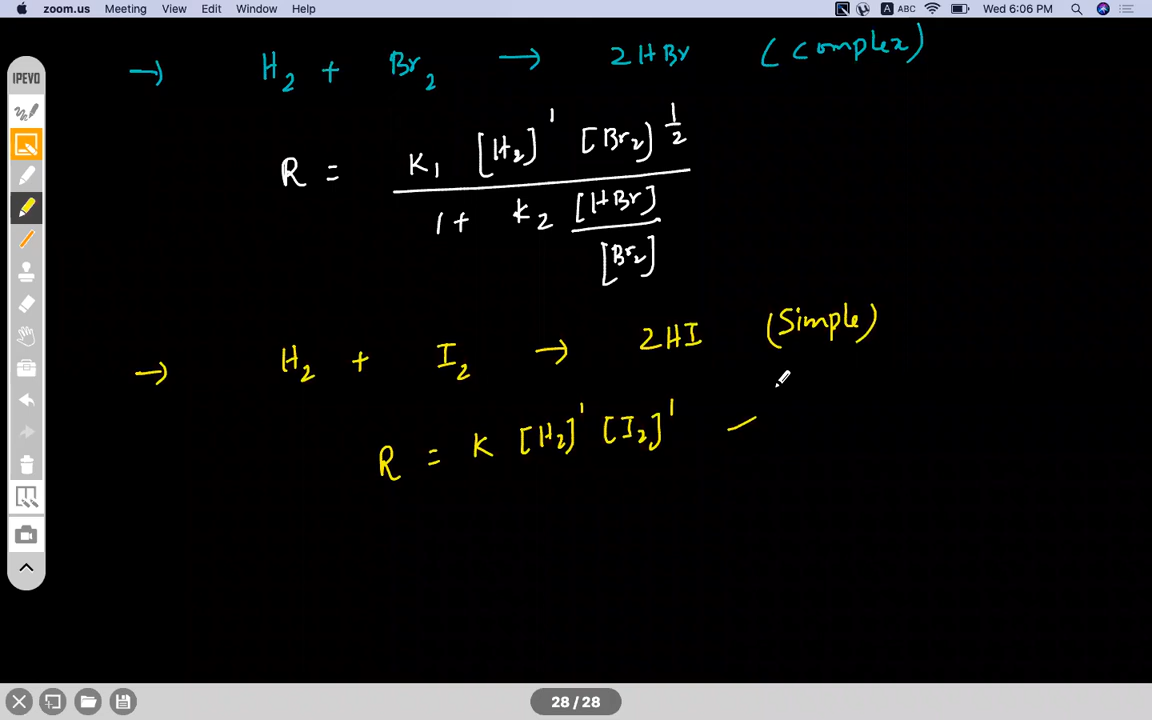 zoom.us Meeting View Edit Window Help A ABC Wed 6:06 PM
IPEVO
→ H₂ + Br₂ → 2HBr (Complex)
R = K₁ [H₂]¹ [Br₂]^1/2
1 + K₂ [HBr]
[Br₂]
→ H₂ + I₂ → 2HI (Simple)
R = K [H₂]¹ [I₂]¹ –
28 / 28